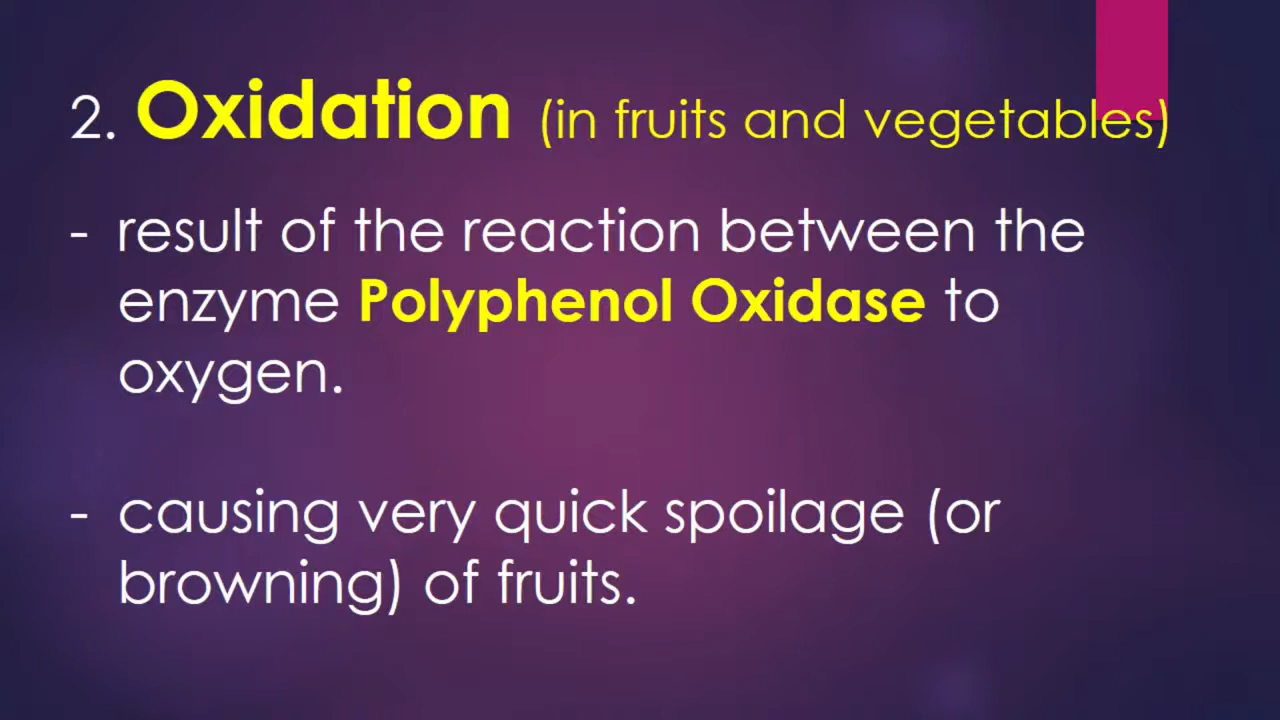 2. Oxidation (in fruits and vegetables)
- result of the reaction between the
enzyme Polyphenol Oxidase to
oxygen.
- causing very quick spoilage (or
browning) of fruits.